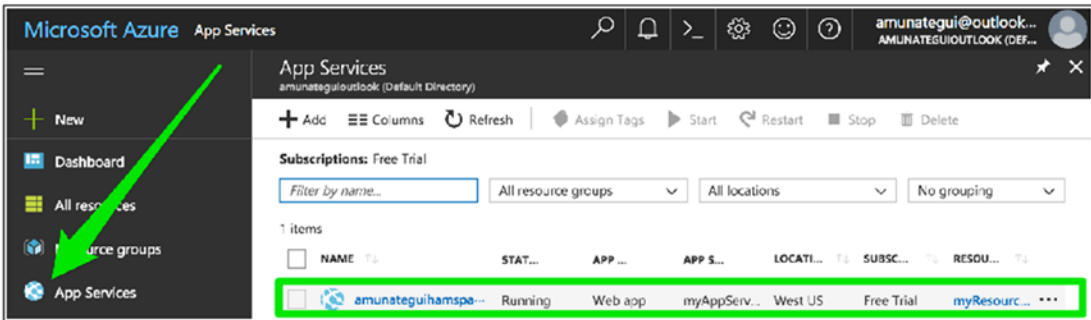 Microsoft Azure App Services
amunategui@outlook...
AMUNATEGUIOUTLOOK (DEF...
App Services
amunateguioutlook (Default Directory)
New
Add Columns Refresh Assign Tags Start Restart Stop Delete
Dashboard
Subscriptions: Free Trial
Filter by name... All resource groups All locations No grouping
All resources
1 items
Resource groups
NAME STAT... APP ... APP S... LOCATI... SUBSC... RESOU...
App Services
amunateguihamspa... Running Web app myAppServ... West US Free Trial myResourc... ...